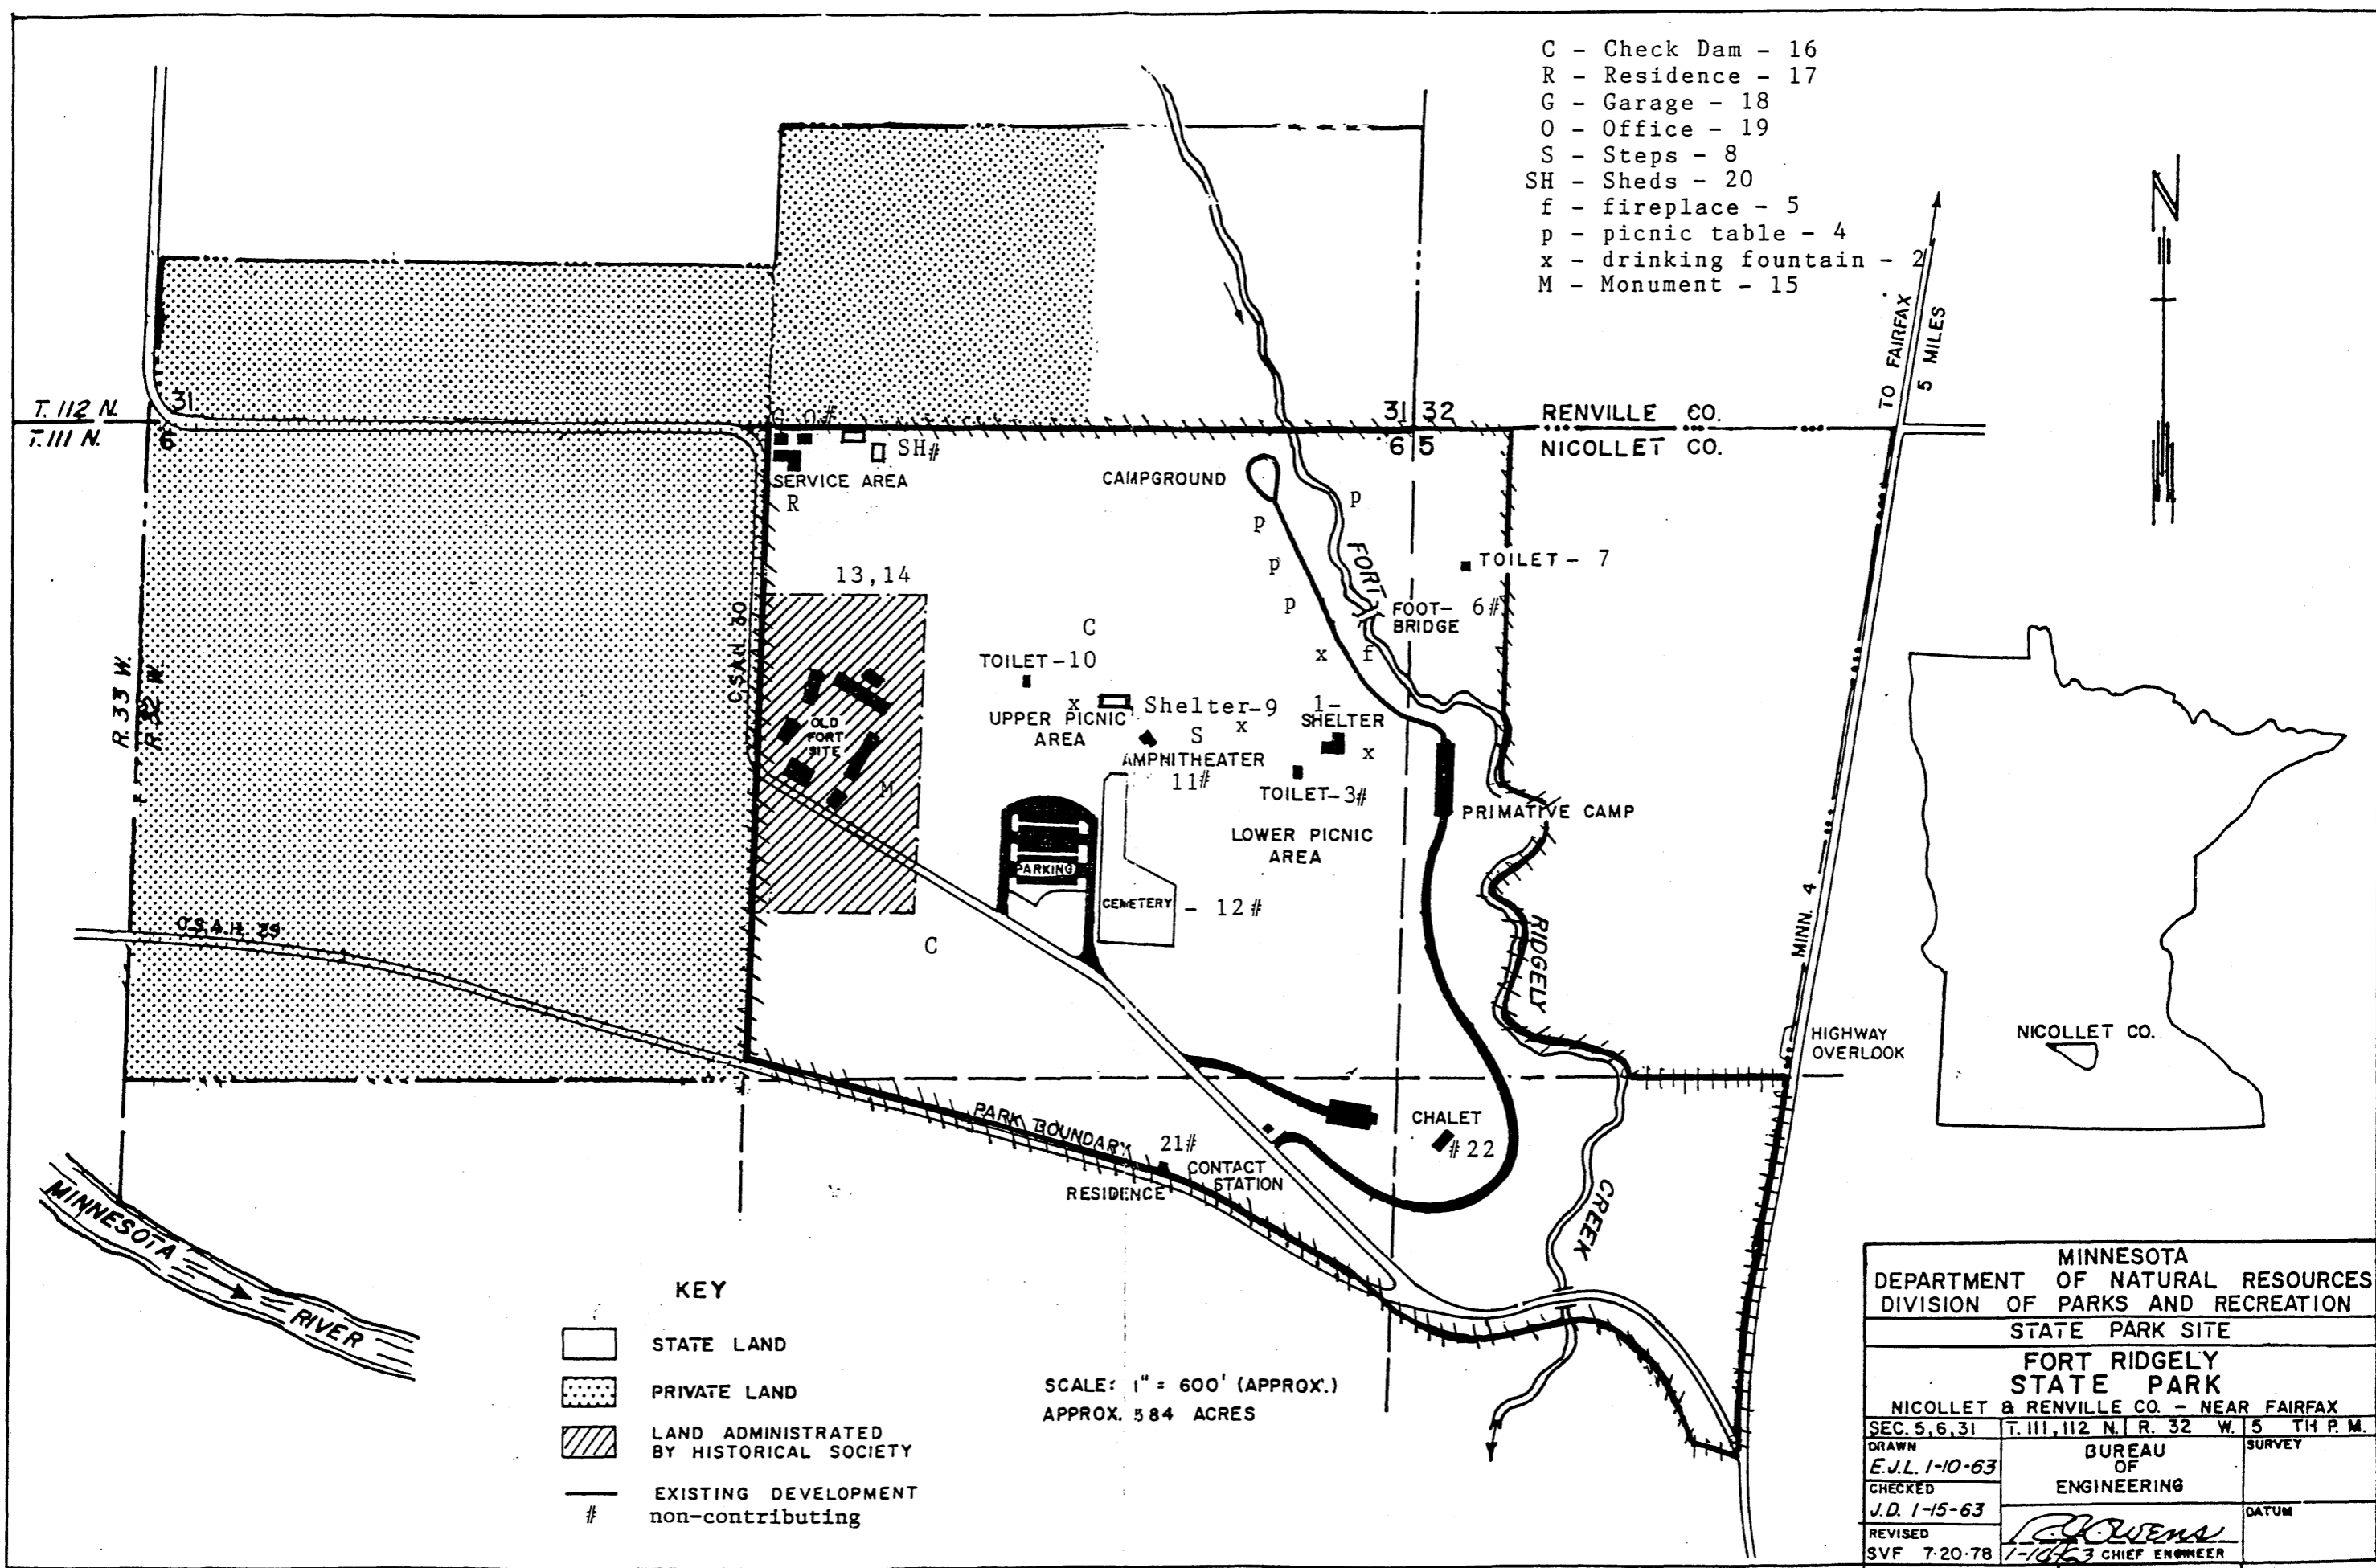 C - Check Dam - 16
R - Residence - 17
G - Garage - 18
O - Office - 19
S - Steps - 8
SH - Sheds - 20
f - fireplace - 5
p - picnic table - 4
x - drinking fountain - 2
M - Monument - 15
N
TO FAIRFAX
5 MILES
T. 112 N.
T. 111 N.
31
6
G O#
SH#
SERVICE AREA
R
31 32
6 5
RENVILLE CO.
NICOLLET CO.
CAMPGROUND
p
p
p
p
FORT
TOILET - 7
FOOT-
BRIDGE
6#
x
f
13,14
C.S.A.H. 30
R. 33 W.
R. 32 W.
OLD
FORT
SITE
M
C
TOILET-10
x
Shelter-9
UPPER PICNIC
AREA
S
x
AMPHITHEATER
11#
1-
SHELTER
x
TOILET-3#
LOWER PICNIC
AREA
PRIMATIVE CAMP
PARKING
CEMETERY - 12#
C
C.S.A.H. 29
RIDGELY
MINN. 4
HIGHWAY
OVERLOOK
NICOLLET CO.
PARK BOUNDARY
21#
CONTACT
STATION
RESIDENCE
CHALET
#22
CREEK
MINNESOTA
RIVER
KEY
STATE LAND
PRIVATE LAND
LAND ADMINISTRATED
BY HISTORICAL SOCIETY
EXISTING DEVELOPMENT
# non-contributing
SCALE: 1" = 600' (APPROX.)
APPROX. 584 ACRES
MINNESOTA
DEPARTMENT OF NATURAL RESOURCES
DIVISION OF PARKS AND RECREATION
STATE PARK SITE
FORT RIDGELY
STATE PARK
NICOLLET & RENVILLE CO. - NEAR FAIRFAX
SEC. 5,6,31 T. 111,112 N. R. 32 W. 5 TH P.M.
DRAWN
E.J.L. 1-10-63
CHECKED
J.D. 1-15-63
REVISED
SVF 7-20-78
BUREAU
OF
ENGINEERING
SURVEY
DATUM
Owens
CHIEF ENGINEER